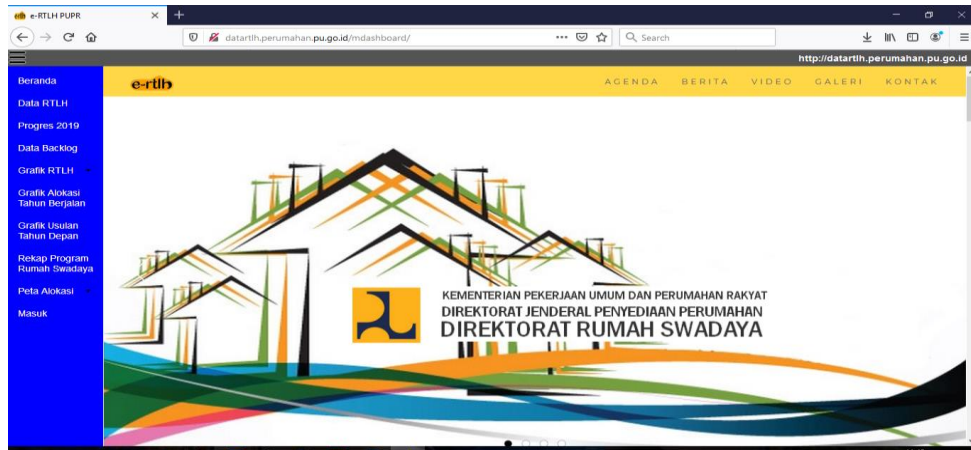 e-RTLH PUPR
datartlh.perumahan.pu.go.id/mdashboard/
Search
http://datartlh.perumahan.pu.go.id
Beranda
Data RTLH
Progres 2019
Data Backlog
Grafik RTLH
Grafik Alokasi
Tahun Berjalan
Grafik Usulan
Tahun Depan
Rekap Program
Rumah Swadaya
Peta Alokasi
Masuk
e-rtlh
AGENDA BERITA VIDEO GALERI KONTAK
KEMENTERIAN PEKERJAAN UMUM DAN PERUMAHAN RAKYAT
DIREKTORAT JENDERAL PENYEDIAAN PERUMAHAN
DIREKTORAT RUMAH SWADAYA